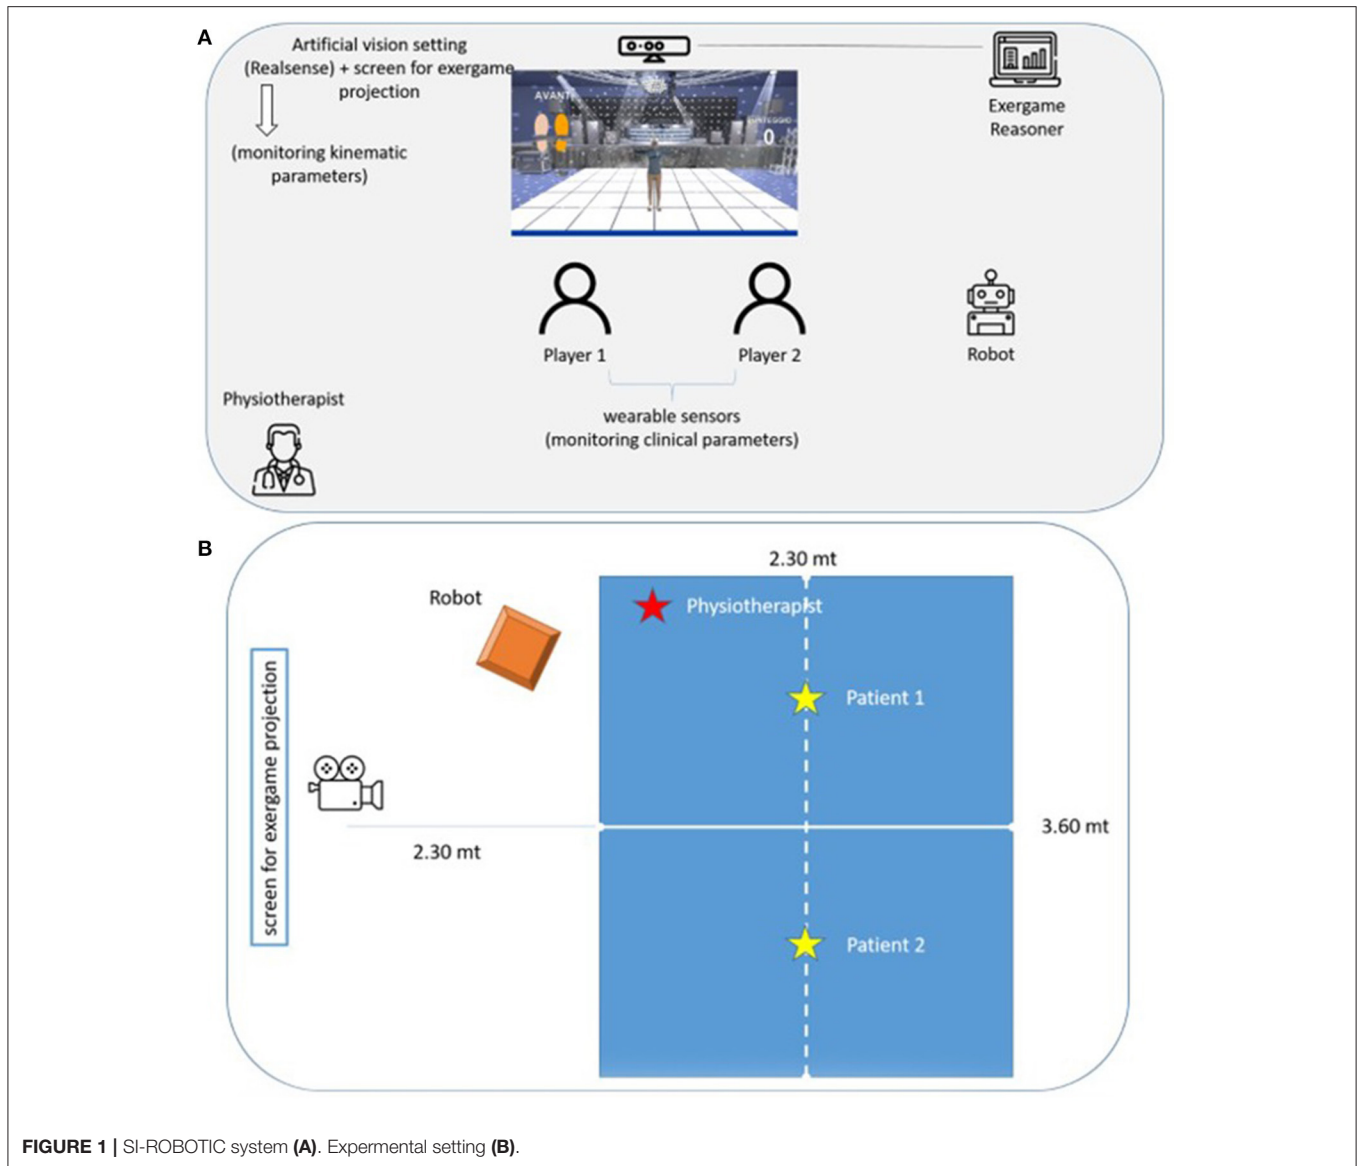 A
Artificial vision setting
(Realsense) + screen for exergame
projection
(monitoring kinematic
parameters)
AVANTI
PUNTEGGIO
0
Exergame
Reasoner
Player 1
Player 2
Robot
wearable sensors
(monitoring clinical parameters)
Physiotherapist
B
2.30 mt
Robot
Physiotherapist
screen for exergame projection
Patient 1
2.30 mt
3.60 mt
Patient 2
FIGURE 1 | SI-ROBOTIC system (A). Expermental setting (B).